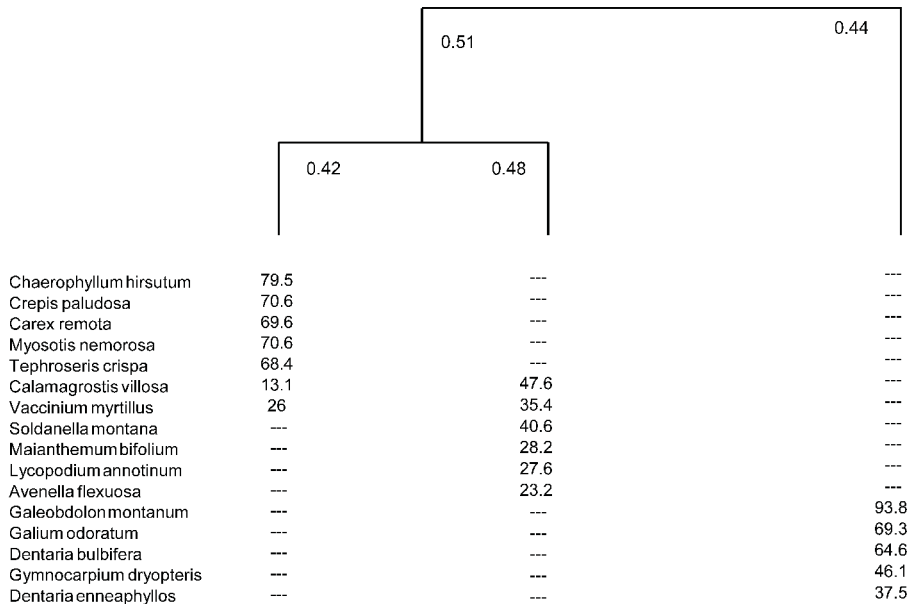 0.44
0.51
0.42 0.48
Chaerophyllum hirsutum 79.5 --- ---
Crepis paludosa 70.6 --- ---
Carex remota 69.6 --- ---
Myosotis nemorosa 70.6 --- ---
Tephroseris crispa 68.4 --- ---
Calamagrostis villosa 13.1 47.6 ---
Vaccinium myrtillus 26 35.4 ---
Soldanella montana --- 40.6 ---
Maianthemum bifolium --- 28.2 ---
Lycopodium annotinum --- 27.6 ---
Avenella flexuosa --- 23.2 ---
Galeobdolon montanum --- --- 93.8
Galium odoratum --- --- 69.3
Dentaria bulbifera --- --- 64.6
Gymnocarpium dryopteris --- --- 46.1
Dentaria enneaphyllos --- --- 37.5